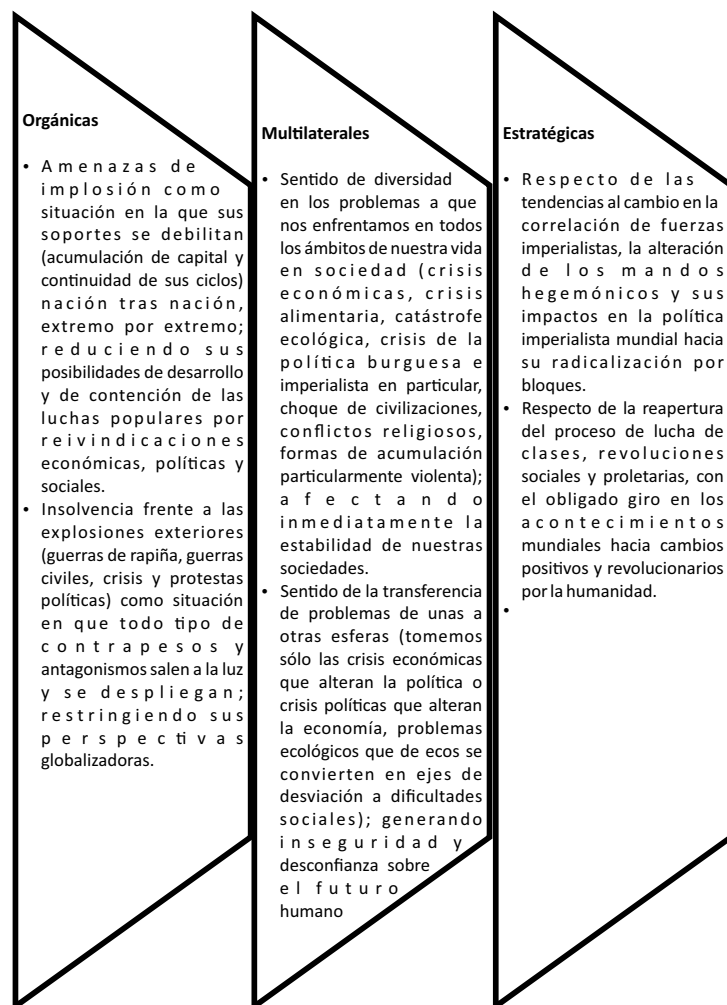 Orgánicas
• Amenazas de
implosión como
situación en la que sus
soportes se debilitan
(acumulación de capital y
continuidad de sus ciclos)
nación tras nación,
extremo por extremo;
reduciendo sus
posibilidades de desarrollo
y de contención de las
luchas populares por
reivindicaciones
económicas, políticas y
sociales.
• Insolvencia frente a las
explosiones exteriores
(guerras de rapiña, guerras
civiles, crisis y protestas
políticas) como situación
en que todo tipo de
contrapesos y
antagonismos salen a la luz
y se despliegan;
restringiendo sus
perspectivas
globalizadoras.
Multilaterales
• Sentido de diversidad
en los problemas a que
nos enfrentamos en todos
los ámbitos de nuestra vida
en sociedad (crisis
económicas, crisis
alimentaria, catástrofe
ecológica, crisis de la
política burguesa e
imperialista en particular,
choque de civilizaciones,
conflictos religiosos,
formas de acumulación
particularmente violenta);
afectando
inmediatamente la
estabilidad de nuestras
sociedades.
• Sentido de la transferencia
de problemas de unas a
otras esferas (tomemos
sólo las crisis económicas
que alteran la política o
crisis políticas que alteran
la economía, problemas
ecológicos que de ecos se
convierten en ejes de
desviación a dificultades
sociales); generando
inseguridad y
desconfianza sobre
el futuro
humano
Estratégicas
• Respecto de las
tendencias al cambio en la
correlación de fuerzas
imperialistas, la alteración
de los mandos
hegemónicos y sus
impactos en la política
imperialista mundial hacia
su radicalización por
bloques.
• Respecto de la reapertura
del proceso de lucha de
clases, revoluciones
sociales y proletarias, con
el obligado giro en los
acontecimientos
mundiales hacia cambios
positivos y revolucionarios
por la humanidad.
•